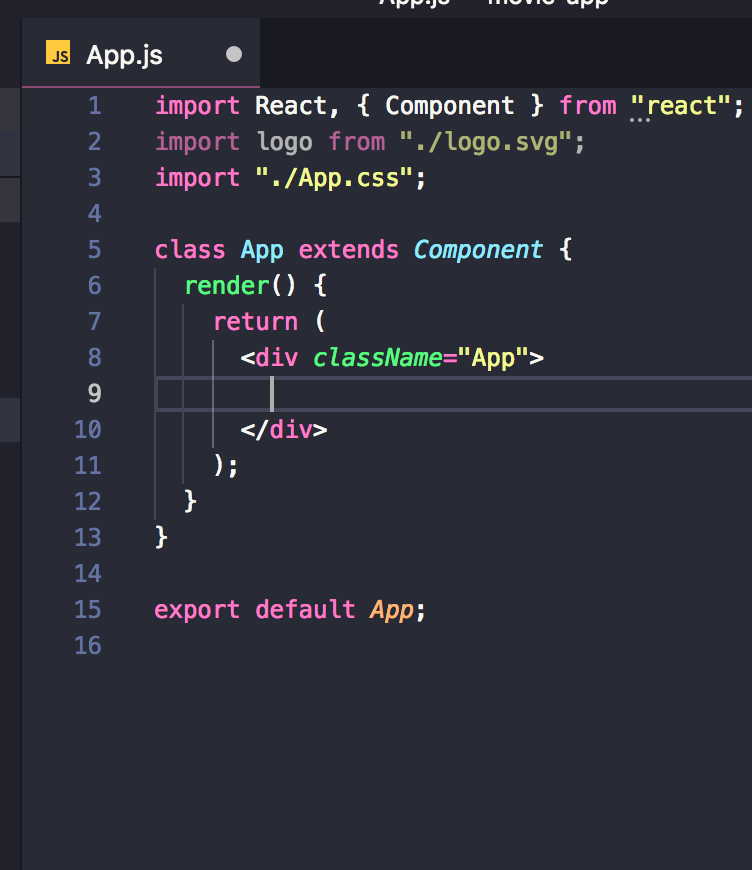 App.js — movie-app
JS App.js
1 import React, { Component } from "react";
2 import logo from "./logo.svg";
3 import "./App.css";
4
5 class App extends Component {
6   render() {
7     return (
8       <div className="App">
9
10       </div>
11     );
12   }
13 }
14
15 export default App;
16